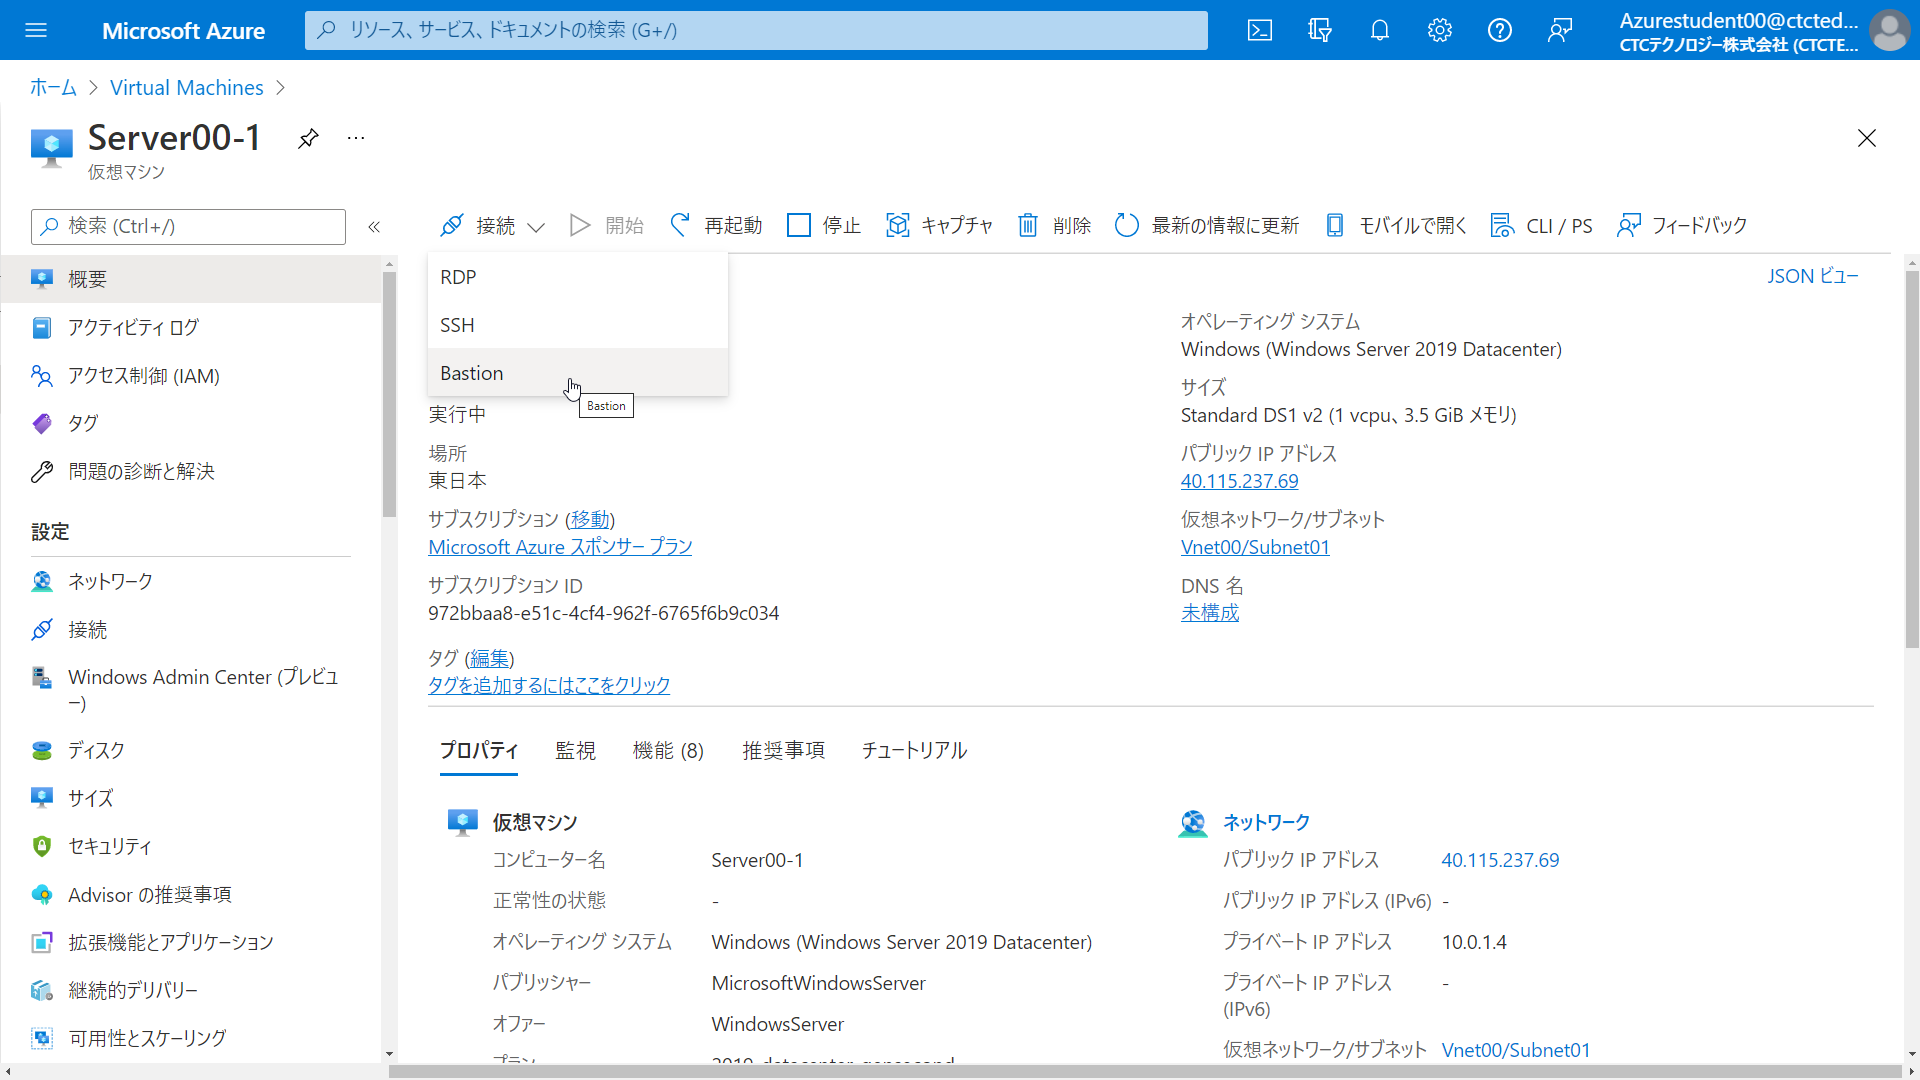 Microsoft Azure
リソース、サービス、ドキュメントの検索 (G+/)
Azurestudent00@ctcted...
CTCテクノロジー株式会社 (CTCTE...
ホーム > Virtual Machines >
Server00-1
仮想マシン
検索 (Ctrl+/)
接続
開始
再起動
停止
キャプチャ
削除
最新の情報に更新
モバイルで開く
CLI / PS
フィードバック
概要
アクティビティ ログ
アクセス制御 (IAM)
タグ
問題の診断と解決
設定
ネットワーク
接続
Windows Admin Center (プレビュ
ー)
ディスク
サイズ
セキュリティ
Advisor の推奨事項
拡張機能とアプリケーション
継続的デリバリー
可用性とスケーリング
RDP
SSH
Bastion
Bastion
JSON ビュー
実行中
場所
東日本
サブスクリプション (移動)
Microsoft Azure スポンサー プラン
サブスクリプション ID
972bbaa8-e51c-4cf4-962f-6765f6b9c034
タグ (編集)
タグを追加するにはここをクリック
オペレーティング システム
Windows (Windows Server 2019 Datacenter)
サイズ
Standard DS1 v2 (1 vcpu、3.5 GiB メモリ)
パブリック IP アドレス
40.115.237.69
仮想ネットワーク/サブネット
Vnet00/Subnet01
DNS 名
未構成
プロパティ
監視
機能 (8)
推奨事項
チュートリアル
仮想マシン
コンピューター名 Server00-1
正常性の状態 -
オペレーティング システム Windows (Windows Server 2019 Datacenter)
パブリッシャー MicrosoftWindowsServer
オファー WindowsServer
プラン 2019-datacenter-gensecond
ネットワーク
パブリック IP アドレス 40.115.237.69
パブリック IP アドレス (IPv6) -
プライベート IP アドレス 10.0.1.4
プライベート IP アドレス -
(IPv6)
仮想ネットワーク/サブネット Vnet00/Subnet01